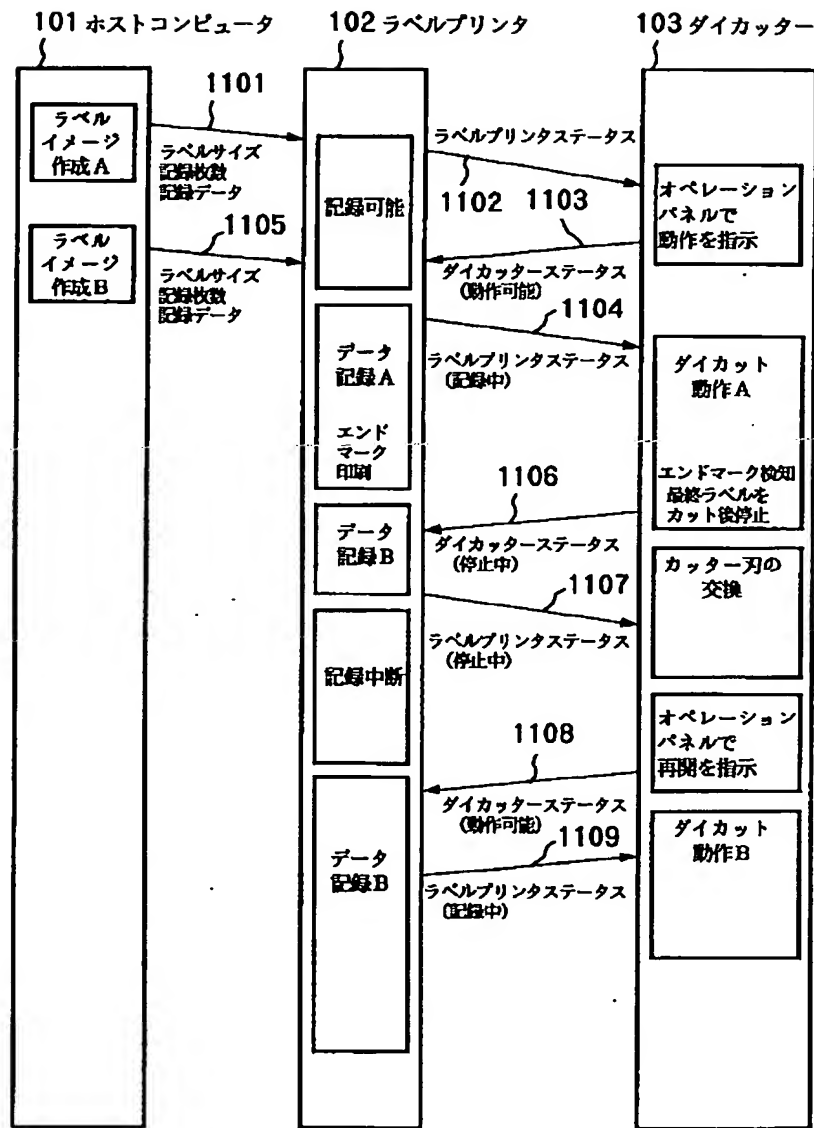 101 ホストコンピュータ
102 ラベルプリンタ
103 ダイカッター
ラベル
イメージ
作成A
1101
ラベルサイズ
記録枚数
記録データ
ラベル
イメージ
作成B
1105
ラベルサイズ
記録枚数
記録データ
記録可能
ラベルプリンタステータス
1102
オペレーション
パネルで
動作を指示
1103
ダイカッターステータス
(動作可能)
データ
記録A
エンド
マーク
印刷
1104
ラベルプリンタステータス
(記録中)
ダイカット
動作A
エンドマーク検知
最終ラベルを
カット後停止
1106
ダイカッターステータス
(停止中)
データ
記録B
1107
ラベルプリンタステータス
(停止中)
カッター刃の
交換
記録中断
オペレーション
パネルで
再開を指示
1108
ダイカッターステータス
(動作可能)
データ
記録B
1109
ラベルプリンタステータス
(記録中)
ダイカット
動作B